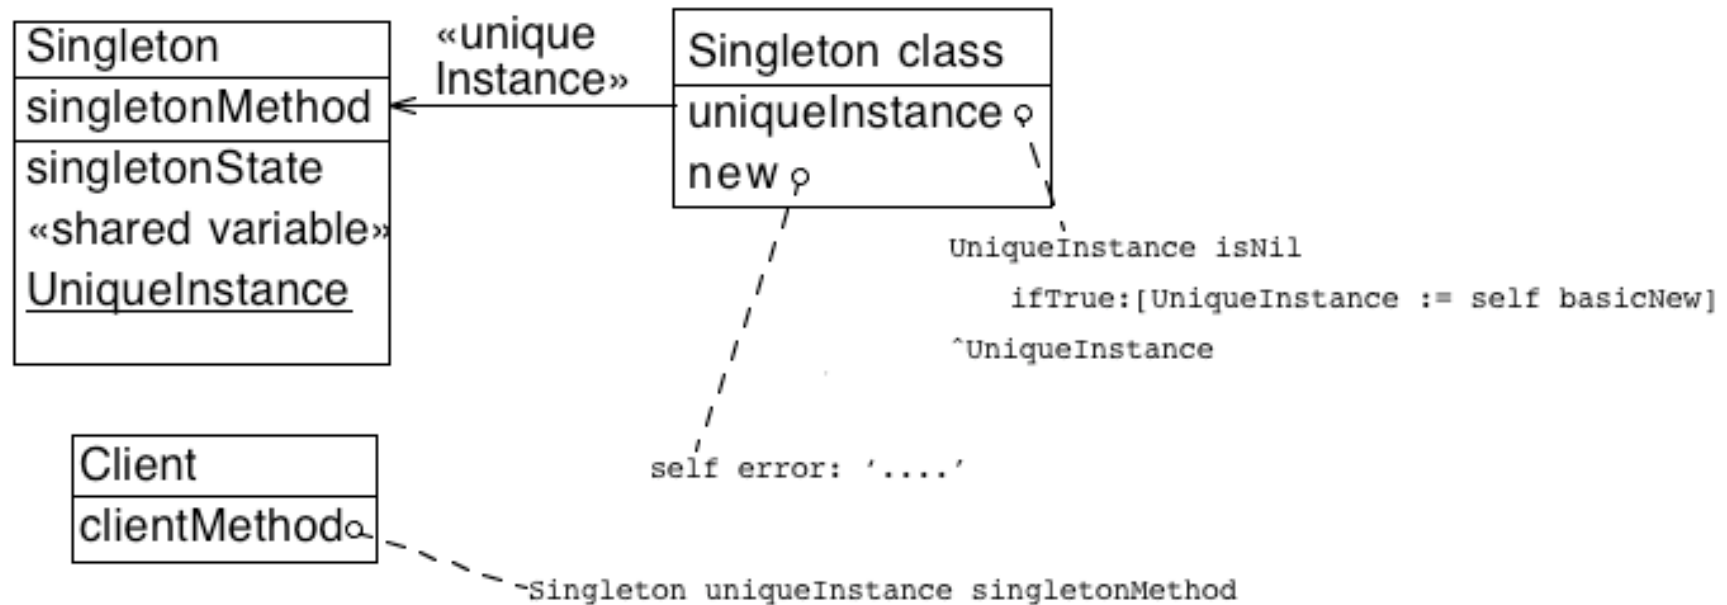 Singleton
singletonMethod
singletonState
«shared variable»
UniqueInstance
«unique
Instance»
Singleton class
uniqueInstance
new
UniqueInstance isNil
ifTrue:[UniqueInstance := self basicNew]
^UniqueInstance
self error: ‘....’
Client
clientMethod
Singleton uniqueInstance singletonMethod